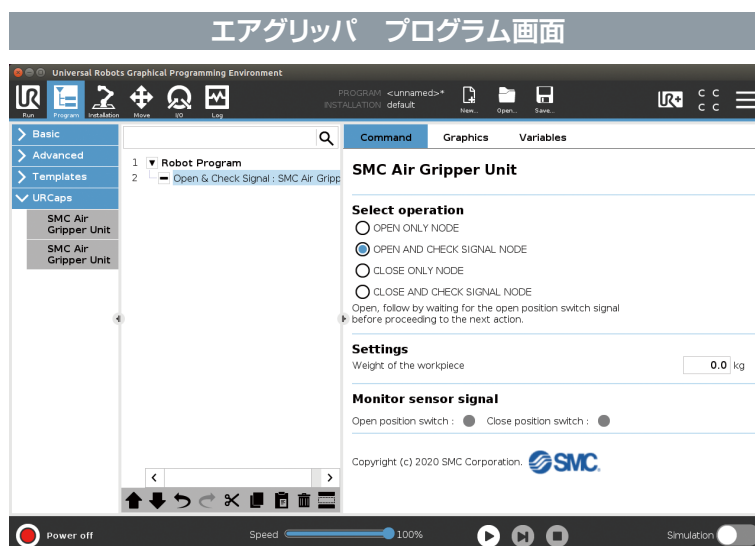 エアグリッパ　プログラム画面
Universal Robots Graphical Programming Environment
UR
Run
Program
Installation
Move
I/O
Log
PROGRAM <unnamed>*
INSTALLATION default
New...
Open...
Save...
UR+
C C
C C
Basic
Advanced
Templates
URCaps
SMC Air
Gripper Unit
SMC Air
Gripper Unit
1 Robot Program
2 Open & Check Signal : SMC Air Gripp
Command Graphics Variables
SMC Air Gripper Unit
Select operation
OPEN ONLY NODE
OPEN AND CHECK SIGNAL NODE
CLOSE ONLY NODE
CLOSE AND CHECK SIGNAL NODE
Open, follow by waiting for the open position switch signal
before proceeding to the next action.
Settings
Weight of the workpiece 0.0 kg
Monitor sensor signal
Open position switch : Close position switch :
Copyright (c) 2020 SMC Corporation. SMC.
Power off
Speed 100%
Simulation